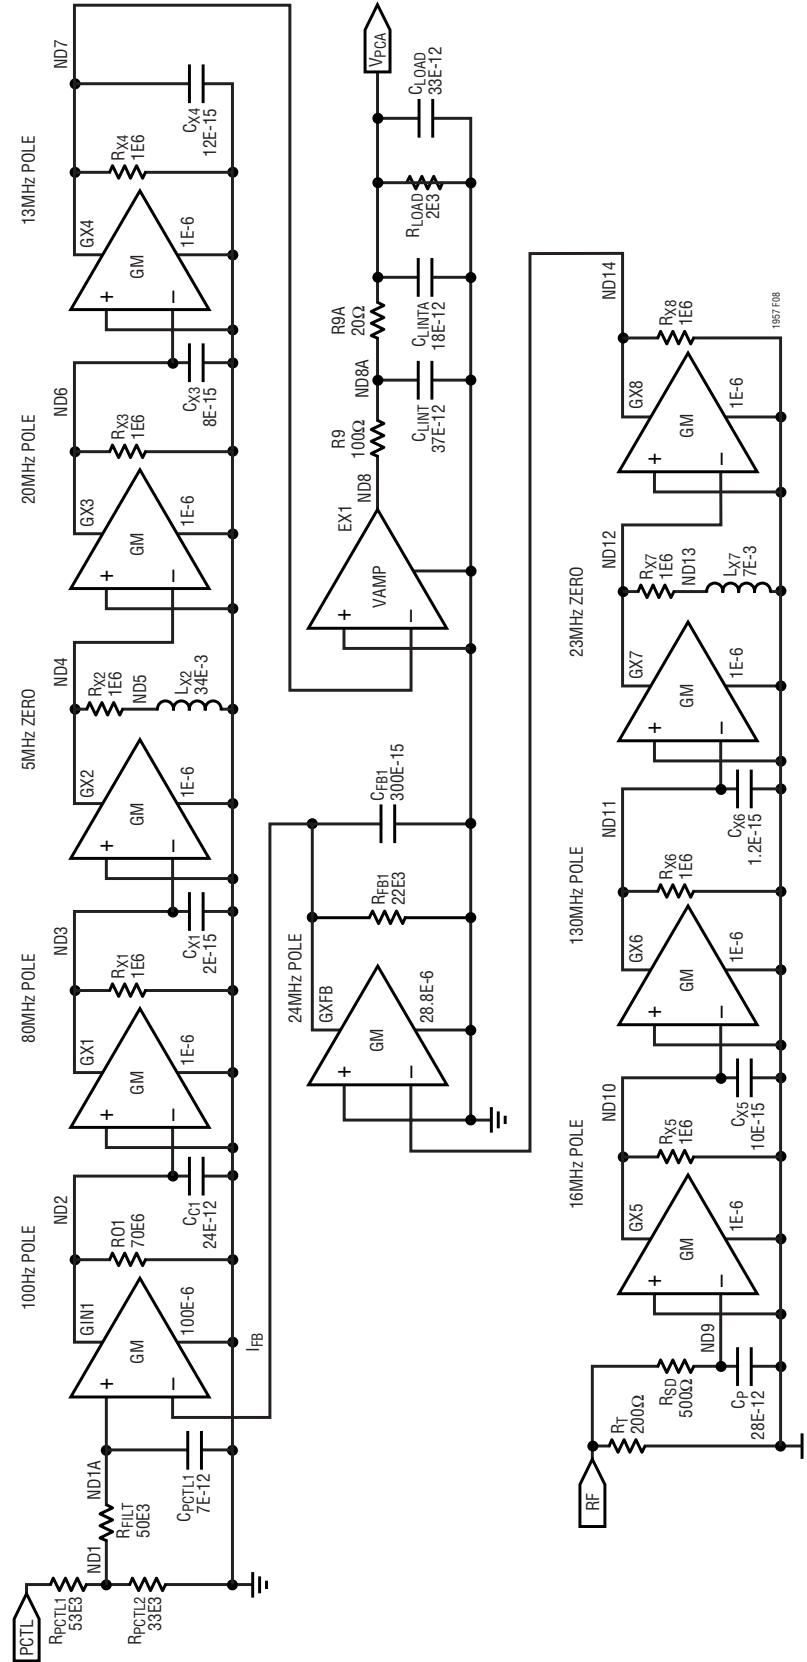 PCTL
RPCTL1
53E3
ND1
RPCTL2
33E3
RFILT
50E3
ND1A
CPCTL1
7E-12
100Hz POLE
GIN1
+
−
GM
100E-6
IFB
RO1
70E6
ND2
CC1
24E-12
80MHz POLE
GX1
+
−
GM
1E-6
RX1
1E6
ND3
CX1
2E-15
5MHz ZERO
GX2
+
−
GM
1E-6
ND4
RX2
1E6
ND5
LX2
34E-3
20MHz POLE
GX3
+
−
GM
1E-6
RX3
1E6
ND6
CX3
8E-15
13MHz POLE
GX4
+
−
GM
1E-6
RX4
1E6
ND7
CX4
12E-15
24MHz POLE
GXFB
+
−
GM
28.8E-6
RFB1
22E3
CFB1
300E-15
EX1
+
−
VAMP
ND8
R9
100Ω
ND8A
R9A
20Ω
CLINT
37E-12
CLINTA
18E-12
RLOAD
2E3
CLOAD
33E-12
VPCA
RF
RT
200Ω
RSD
500Ω
CP
28E-12
ND9
16MHz POLE
GX5
+
−
GM
1E-6
RX5
1E6
ND10
CX5
10E-15
130MHz POLE
GX6
+
−
GM
1E-6
RX6
1E6
ND11
CX6
1.2E-15
23MHz ZERO
GX7
+
−
GM
1E-6
ND12
RX7
1E6
ND13
LX7
7E-3
GX8
+
−
GM
1E-6
RX8
1E6
ND14
1957 F08